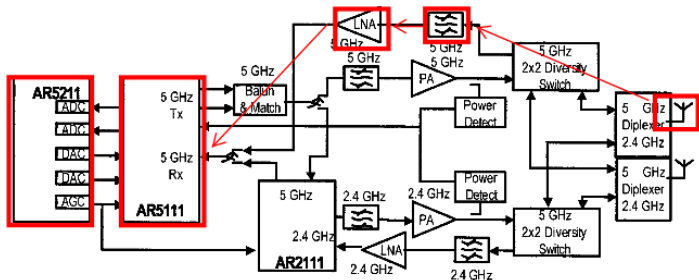 LNA
5 GHz
5 GHz
5 GHz
5 GHz
5 GHz
2x2 Diversity
Switch
AR5211
ADC
ADC
DAC
DAC
AGC
5 GHz
Tx
5 GHz
Rx
AR5111
5 GHz
Balun
& Match
PA
Power
Detect
5 GHz
Diplexer
2.4 GHz
5 GHz
Diplexer
2.4 GHz
Power
Detect
5 GHz
2.4 GHz
AR2111
2.4 GHz
2.4 GHz
PA
5 GHz
2x2 Diversity
Switch
LNA
2.4 GHz
2.4 GHz